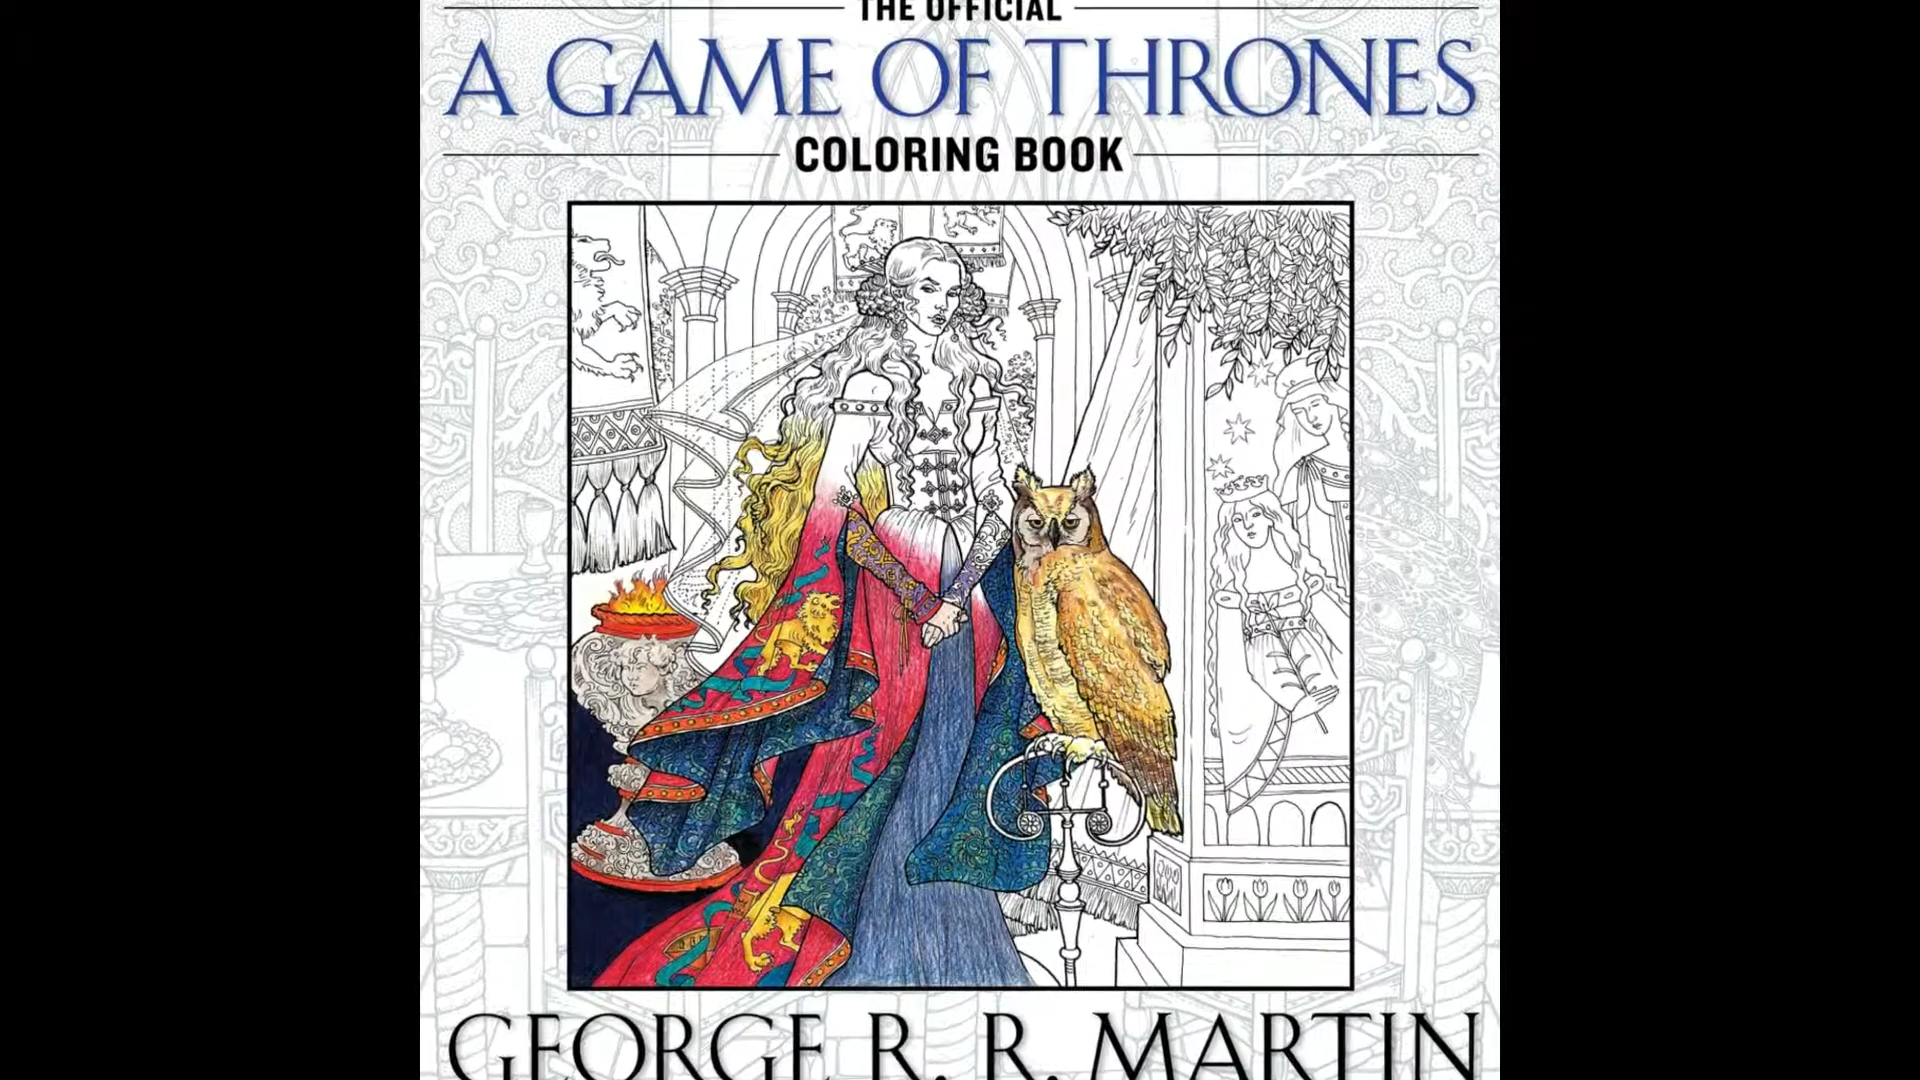 THE OFFICIAL
A GAME OF THRONES
COLORING BOOK
GEORGE R. R. MARTIN